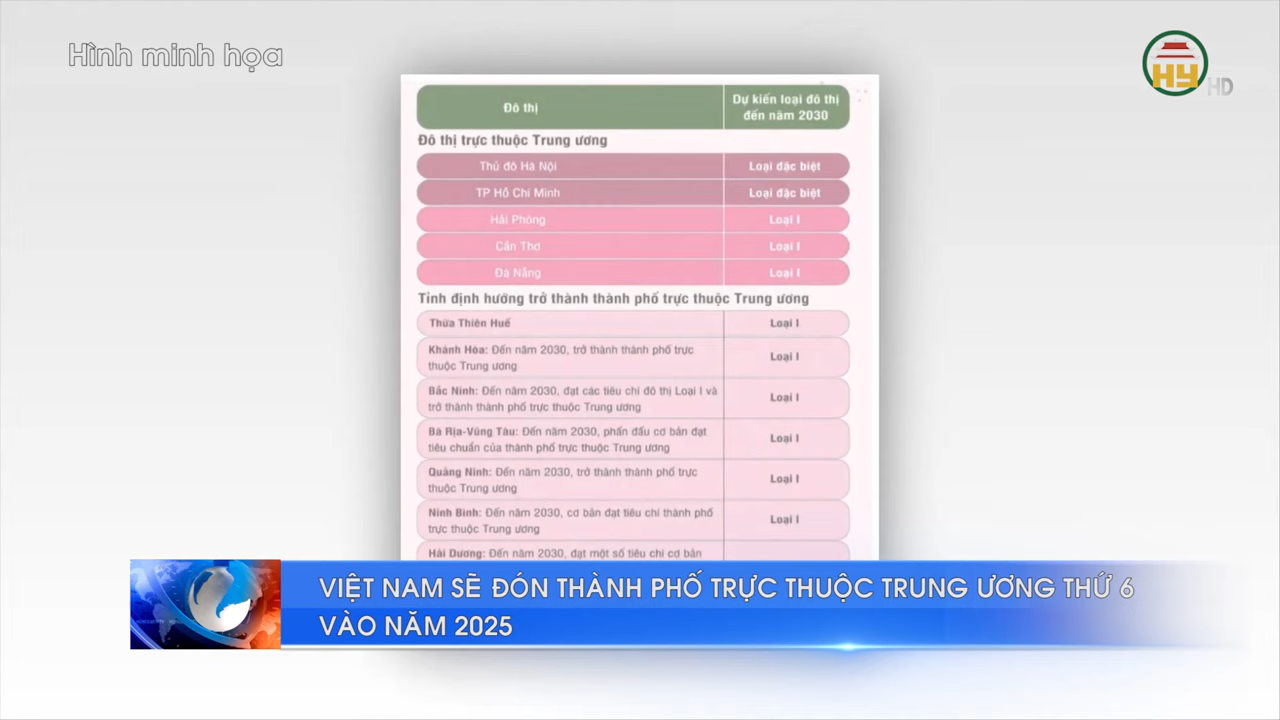 Hình minh họa
HY
HD
Đô thị
Dự kiến loại đô thị
đến năm 2030
Đô thị trực thuộc Trung ương
Thủ đô Hà Nội
Loại đặc biệt
TP Hồ Chí Minh
Loại đặc biệt
Hải Phòng
Loại I
Cần Thơ
Loại I
Đà Nẵng
Loại I
Tỉnh định hướng trở thành thành phố trực thuộc Trung ương
Thừa Thiên Huế
Loại I
Khánh Hòa: Đến năm 2030, trở thành thành phố trực
thuộc Trung ương
Loại I
Bắc Ninh: Đến năm 2030, đạt các tiêu chí đô thị Loại I và
trở thành thành phố trực thuộc Trung ương
Loại I
Bà Rịa-Vũng Tàu: Đến năm 2030, phấn đấu cơ bản đạt
tiêu chuẩn của thành phố trực thuộc Trung ương
Loại I
Quảng Ninh: Đến năm 2030, trở thành thành phố trực
thuộc Trung ương
Loại I
Ninh Bình: Đến năm 2030, cơ bản đạt tiêu chí thành phố
trực thuộc Trung ương
Loại I
Hải Dương: Đến năm 2030, đạt một số tiêu chí cơ bản
VIỆT NAM SẼ ĐÓN THÀNH PHỐ TRỰC THUỘC TRUNG ƯƠNG THỨ 6
VÀO NĂM 2025